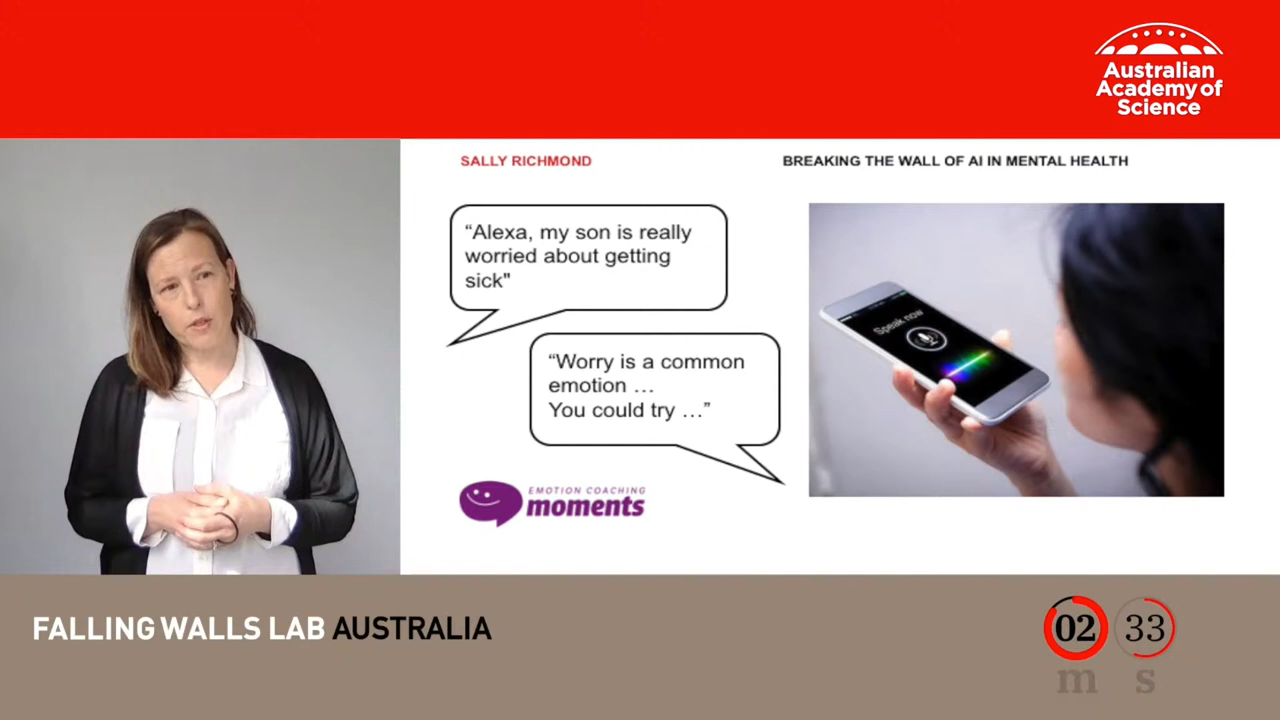 Australian
Academy of
Science
SALLY RICHMOND
BREAKING THE WALL OF AI IN MENTAL HEALTH
“Alexa, my son is really
worried about getting
sick"
“Worry is a common
emotion ...
You could try ...”
Speak now
EMOTION COACHING
moments
FALLING WALLS LAB AUSTRALIA
02 33
m s